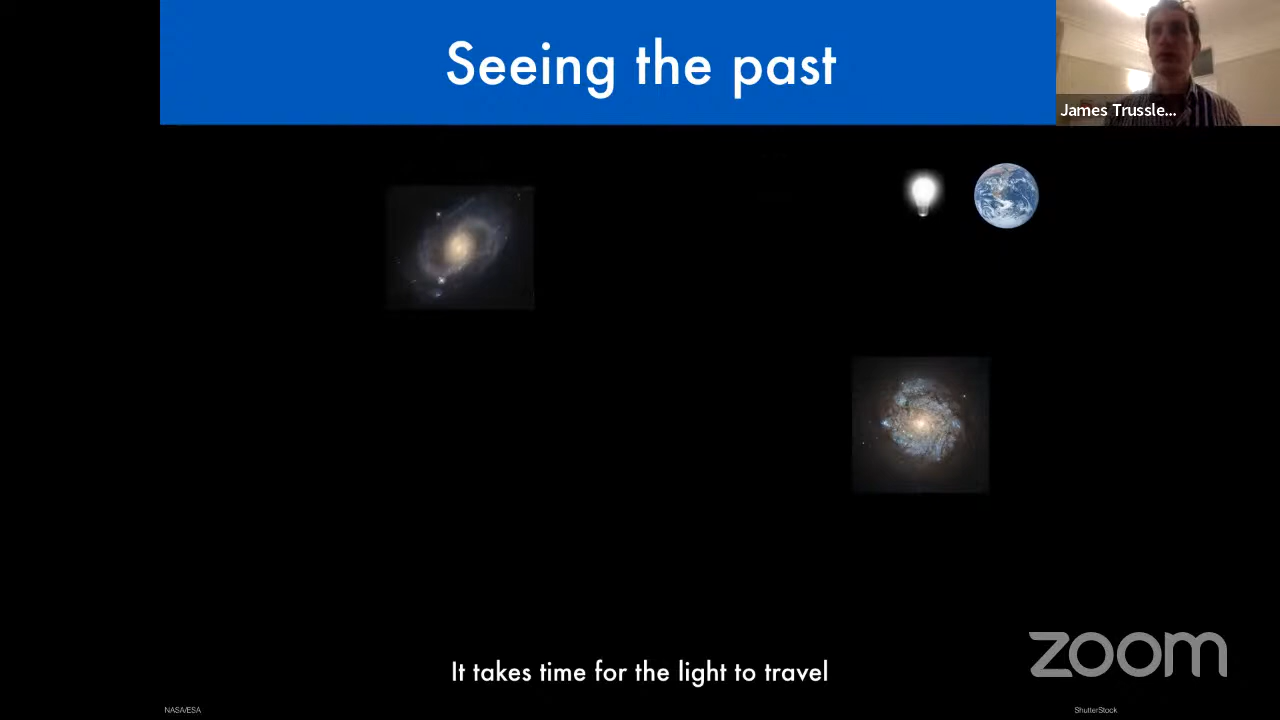 Seeing the past
James Trussle...
It takes time for the light to travel
zoom
NASA/ESA
ShutterStock